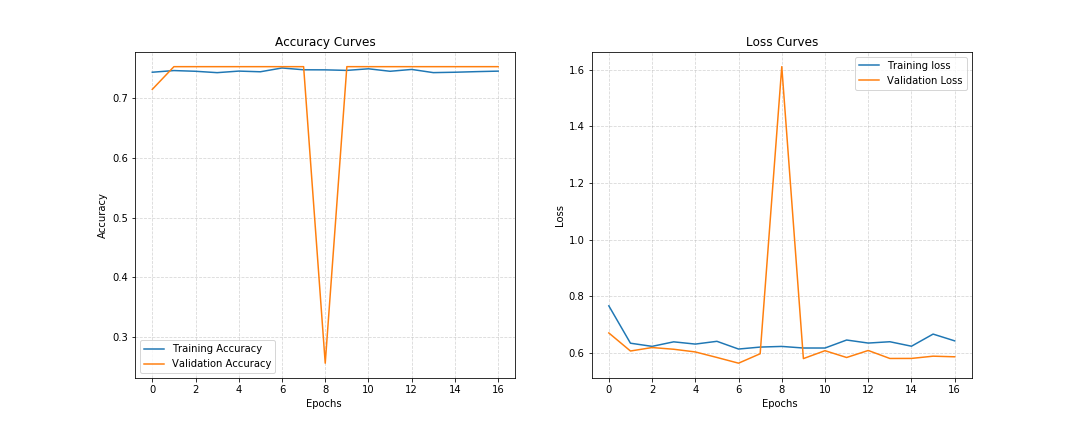 Accuracy Curves
0.7
0.6
0.5
0.4
0.3
Accuracy
Training Accuracy
Validation Accuracy
0 2 4 6 8 10 12 14 16
Epochs
Loss Curves
1.6
1.4
1.2
1.0
0.8
0.6
Loss
Training loss
Validation Loss
0 2 4 6 8 10 12 14 16
Epochs